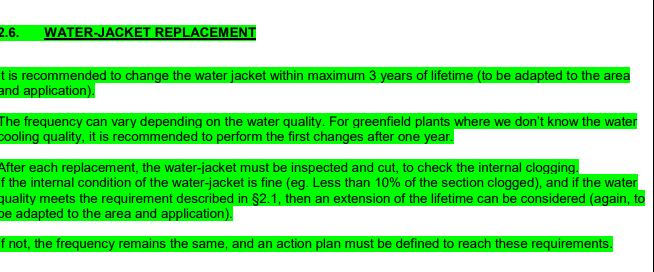 2.6. WATER-JACKET REPLACEMENT
t is recommended to change the water jacket within maximum 3 years of lifetime (to be adapted to the area
and application).
The frequency can vary depending on the water quality. For greenfield plants where we don't know the water
cooling quality, it is recommended to perform the first changes after one year.
After each replacement, the water-jacket must be inspected and cut, to check the internal clogging.
f the internal condition of the water-jacket is fine (eg. Less than 10% of the section clogged), and if the water
quality meets the requirement described in §2.1, then an extension of the lifetime can be considered (again, to
be adapted to the area and application).
f not, the frequency remains the same, and an action plan must be defined to reach these requirements.